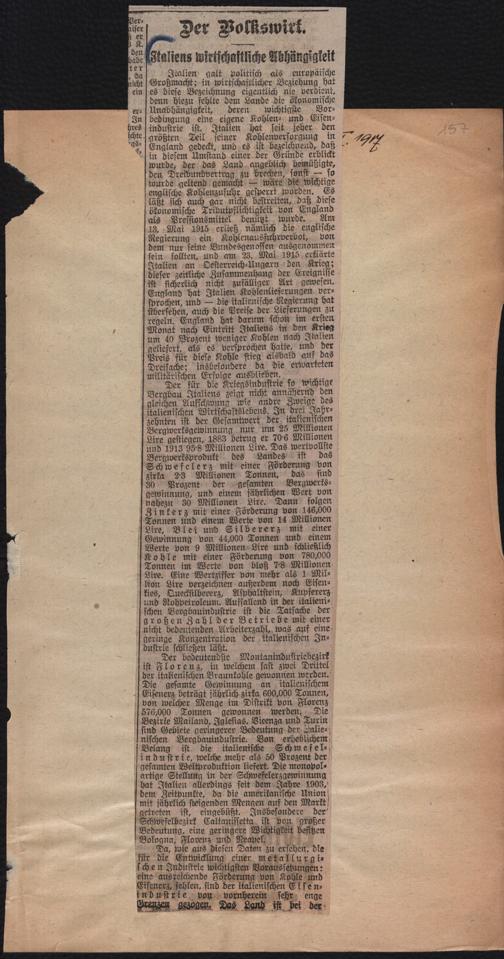 Der Volkswirt.
Italiens wirtschaftliche Abhängigkeit
Italien galt politisch als europäische
Großmacht; in wirtschaftlicher Beziehung hat
es diese Bezeichnung eigentlich nie verdient,
denn hiezu fehlte dem Lande die ökonomische
Unabhängigkeit, deren wichtigste Vor-
bedingung eine eigene Kohlen- und Eisen-
industrie ist. Italien hat seit jeher den
größten Teil seiner Kohlenversorgung in
England gedeckt, und es ist bezeichnend, daß
in diesem Umstand einer der Gründe erblickt
wurde, der das Land angeblich bemüßigte,
den Dreibundvertrag zu brechen, sonst — so
wurde geltend gemacht — wäre die wichtige
englische Kohlenzufuhr gesperrt worden. Es
läßt sich auch gar nicht bestreiten, daß diese
ökonomische Tributpflichtigkeit von England
als Pressionsmittel benützt wurde. Am
13. Mai 1915 erließ nämlich die englische
Regierung ein Kohlenausfuhrverbot, von
dem nur seine Bundesgenossen ausgenommen
sein sollten, und am 23. Mai 1915 erklärte
Italien an Oesterreich-Ungarn den Krieg;
dieser zeitliche Zusammenhang der Ereignisse
ist sicherlich nicht zufälliger Art gewesen.
England hat Italien Kohlenlieferungen ver-
sprochen, und — die italienische Regierung hat
übersehen, auch die Preise der Lieferungen zu
regeln. England hat darum schon im ersten
Monat nach Eintritt Italiens in den Krieg
um 40 Prozent weniger Kohlen nach Italien
geliefert, als es versprochen hatte, und der
Preis für diese Kohle stieg alsbald auf das
Dreifache; insbesondere da die erwarteten
militärischen Erfolge ausblieben.
Der für die Kriegsindustrie so wichtige
Bergbau Italiens zeigt nicht annähernd den
gleichen Aufschwung wie andre Zweige des
italienischen Wirtschaftslebens. In drei Jahr-
zehnten ist der Gesamtwert der italienischen
Bergwerksgewinnung nur um 25 Millionen
Lire gestiegen, 1883 betrug er 70·6 Millionen
und 1913 95·8 Millionen Lire. Das wertvollste
Bergwerksprodukt des Landes ist das
Schwefelerz mit einer Förderung von
zirka 2·3 Millionen Tonnen, das sind
30 Prozent der gesamten Bergwerks-
gewinnung, und einem jährlichen Wert von
nahezu 30 Millionen Lire. Dann folgen
Zinkerz mit einer Förderung von 146,000
Tonnen und einem Werte von 14 Millionen
Lire, Blei und Silbererz mit einer
Gewinnung von 44,000 Tonnen und einem
Werte von 9 Millionen Lire und schließlich
Kohle mit einer Förderung von 780,000
Tonnen im Werte von bloß 7·8 Millionen
Lire. Eine Wertziffer von mehr als 1 Mil-
lion Lire verzeichnen außerdem noch Eisen-
kies, Quecksilbererz, Asphaltstein, Kupfererz
und Rohpetroleum. Auffallend in der italieni-
schen Bergbauindustrie ist die Tatsache der
großen Zahl der Betriebe mit einer
nicht bedeutenden Arbeiterzahl, was auf eine
geringe Konzentration der italienischen In-
dustrie schließen läßt.
Der bedeutendste Montanindustriebezirk
ist Florenz, in welchem fast zwei Drittel
der italienischen Braunkohle gewonnen werden.
Die gesamte Gewinnung an italienischem
Eisenerz beträgt jährlich zirka 600,000 Tonnen,
von welcher Menge im Distrikt von Florenz
576,000 Tonnen gewonnen werden. Die
Bezirke Mailand, Iglesias, Vicenza und Turin
sind Gebiete geringerer Bedeutung der italie-
nischen Bergbauindustrie. Von erheblichem
Belang ist die italienische Schwefel-
industrie, welche mehr als 50 Prozent der
gesamten Weltproduktion liefert. Die monopol-
artige Stellung in der Schwefelerzgewinnung
hat Italien allerdings seit dem Jahre 1903,
dem Zeitpunkte, da die amerikanische Union
mit jährlich steigenden Mengen auf den Markt
getreten ist, eingebüßt. Insbesondere der
Schwefelbezirk Caltanissetta ist von großer
Bedeutung, eine geringere Wichtigkeit besitzen
Bologna, Florenz und Neapel.
Da, wie aus diesen Daten zu ersehen, die
für die Entwicklung einer metallurgi-
schen Industrie wichtigsten Voraussetzungen:
eine ausreichende Förderung von Kohle und
Eisenerz, fehlen, sind der italienischen Eisen-
industrie von vornherein sehr enge
Grenzen gezogen. Das Land ist bei der
1917
157